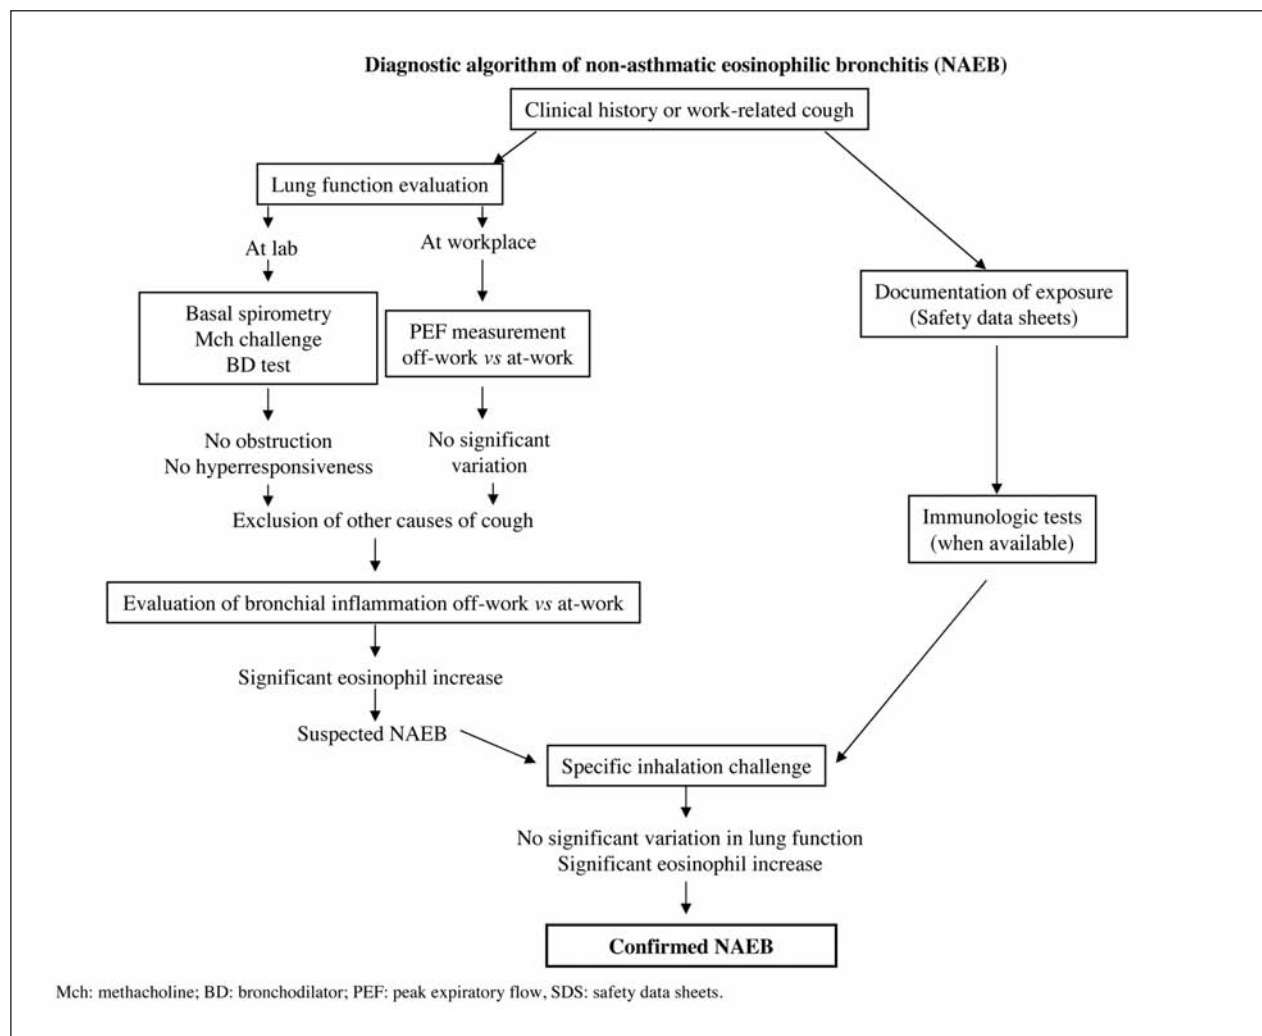 Diagnostic algorithm of non-asthmatic eosinophilic bronchitis (NAEB)
Clinical history or work-related cough
Lung function evaluation
At lab
At workplace
Basal spirometry
Mch challenge
BD test
PEF measurement
off-work vs at-work
Documentation of exposure
(Safety data sheets)
No obstruction
No hyperresponsiveness
No significant
variation
Immunologic tests
(when available)
Exclusion of other causes of cough
Evaluation of bronchial inflammation off-work vs at-work
Significant eosinophil increase
Suspected NAEB
Specific inhalation challenge
No significant variation in lung function
Significant eosinophil increase
Confirmed NAEB
Mch: methacholine; BD: bronchodilator; PEF: peak expiratory flow, SDS: safety data sheets.